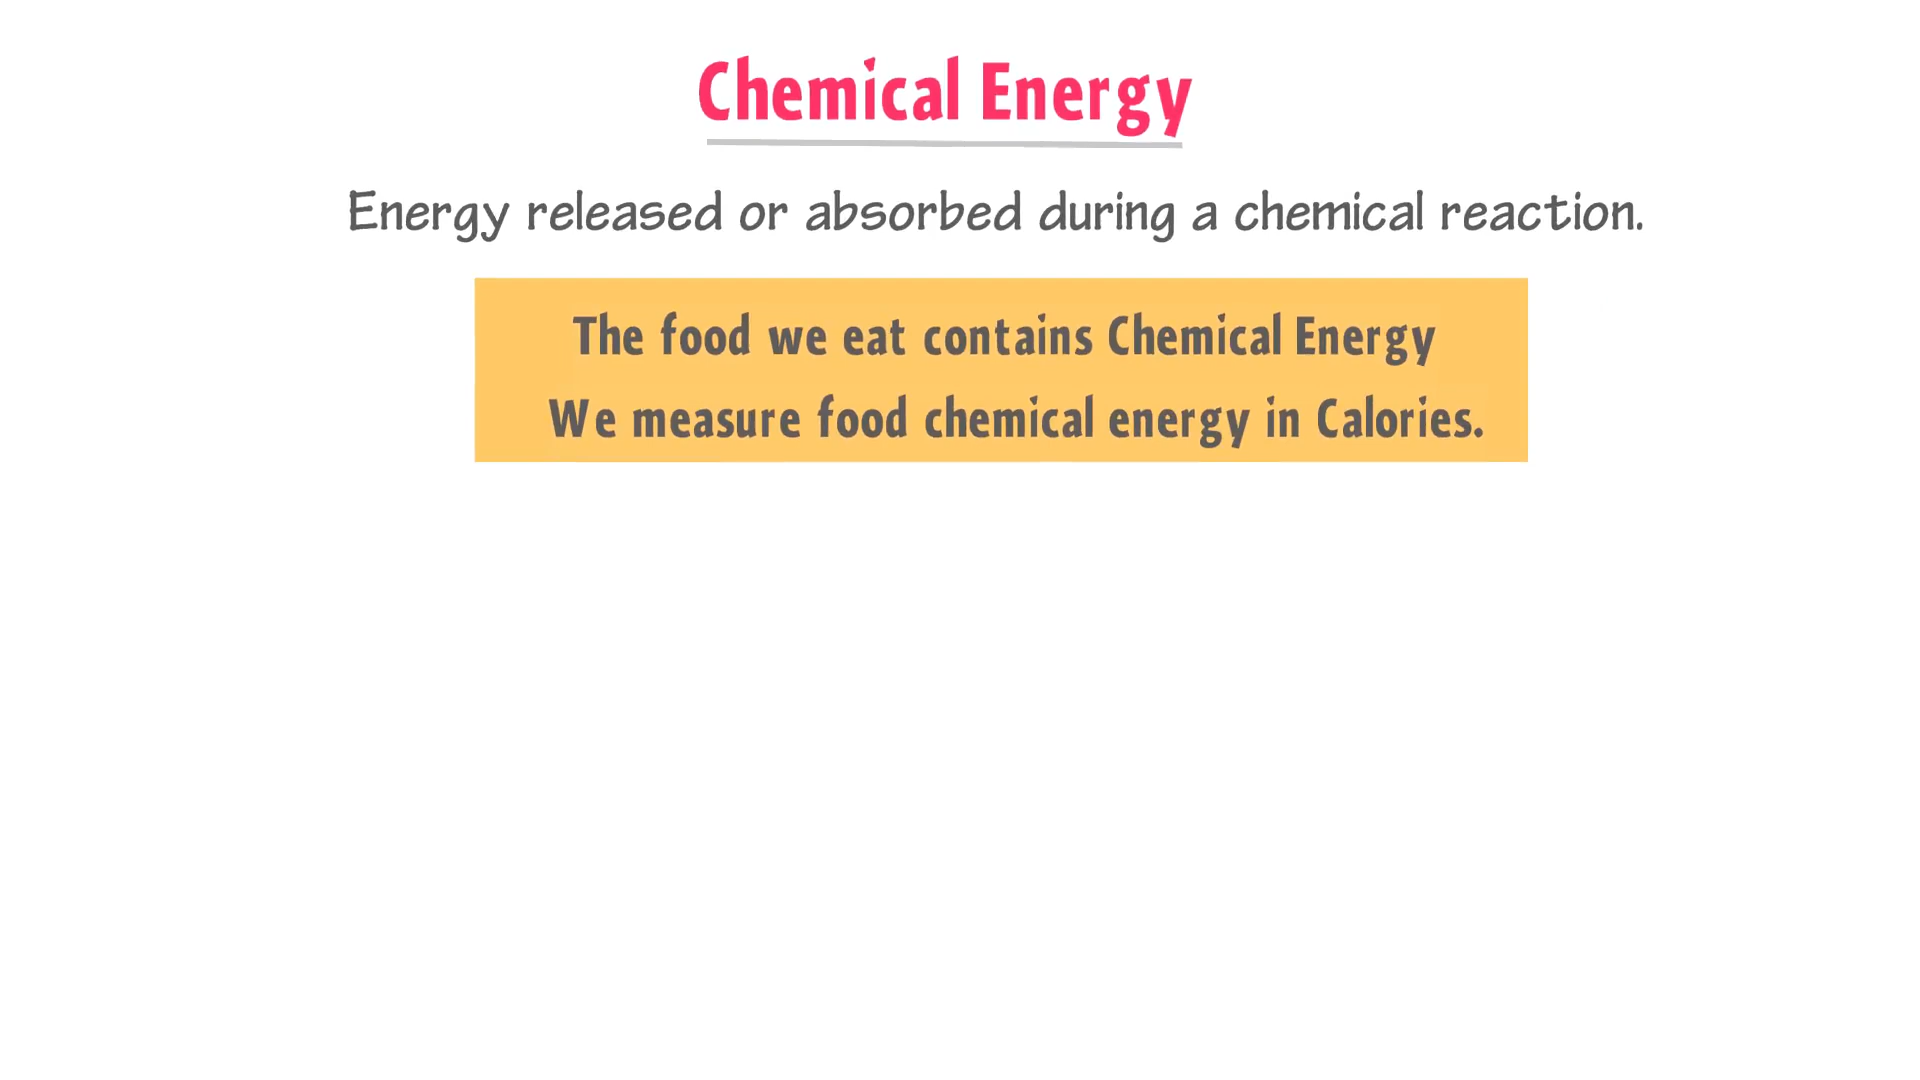 Chemical Energy
Energy released or absorbed during a chemical reaction.
The food we eat contains Chemical Energy
We measure food chemical energy in Calories.